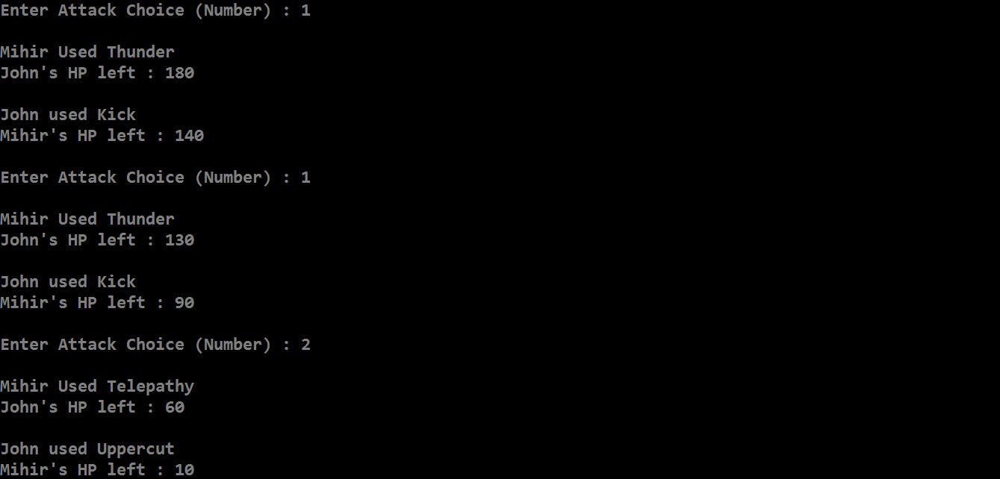 Enter Attack Choice (Number) : 1
Mihir Used Thunder
John's HP left : 180
John used Kick
Mihir's HP left : 140
Enter Attack Choice (Number) : 1
Mihir Used Thunder
John's HP left : 130
John used Kick
Mihir's HP left : 90
Enter Attack Choice (Number) : 2
Mihir Used Telepathy
John's HP left : 60
John used Uppercut
Mihir's HP left : 10